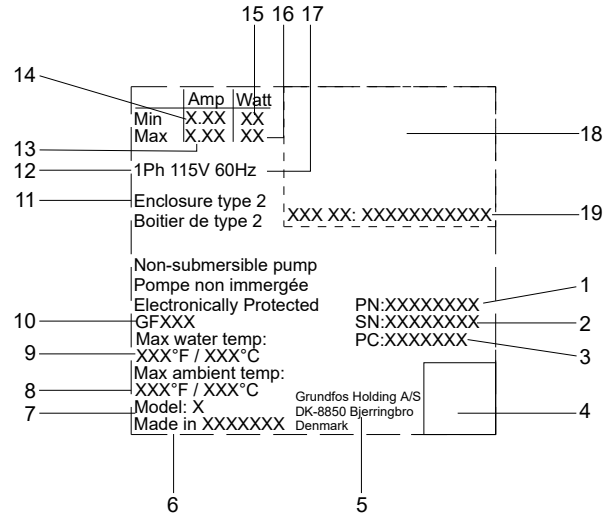 15 16 17
14
Amp Watt
Min X.XX XX
Max X.XX XX
18
13
12
1Ph 115V 60Hz
11
Enclosure type 2
Boitier de type 2
XXX XX: XXXXXXXXXXX
19
Non-submersible pump
Pompe non immergée
Electronically Protected
PN:XXXXXXXX
1
10
GFXXX
SN:XXXXXXXX
2
Max water temp:
PC:XXXXXXX
3
9
XXX°F / XXX°C
Max ambient temp:
8
XXX°F / XXX°C
7
Model: X
Made in XXXXXXX
Grundfos Holding A/S
DK-8850 Bjerringbro
Denmark
4
6
5